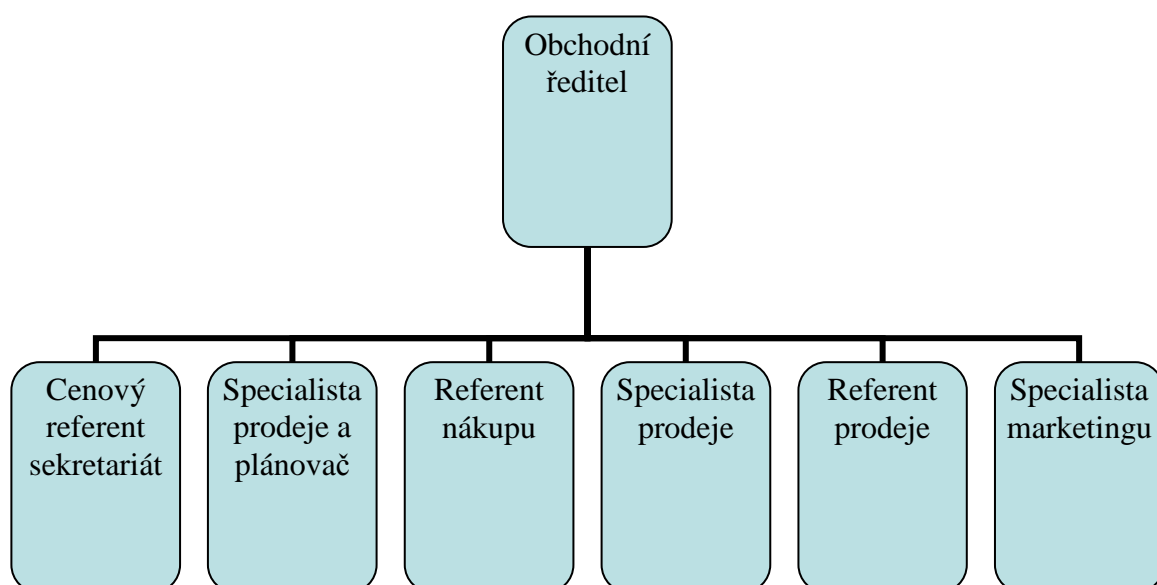 Obchodní
ředitel
Cenový
referent
sekretariát
Specialista
prodeje a
plánovač
Referent
nákupu
Specialista
prodeje
Referent
prodeje
Specialista
marketingu